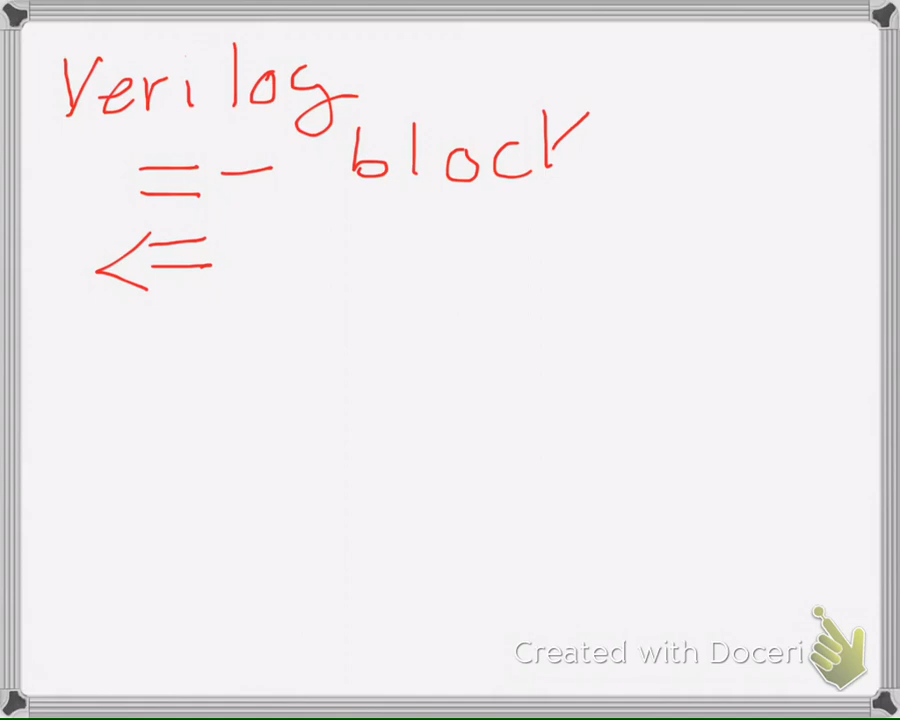 Verilog
= - block
<=
Created with Doceri